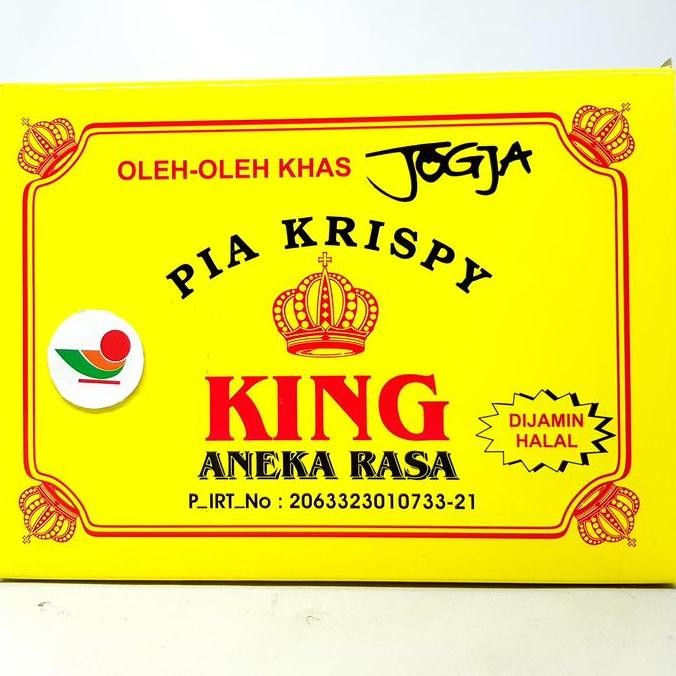 OLEH-OLEH KHAS JOGJA
PIA KRISPY
KING
ANEKA RASA
DIJAMIN
HALAL
P_IRT_No : 2063323010733-21